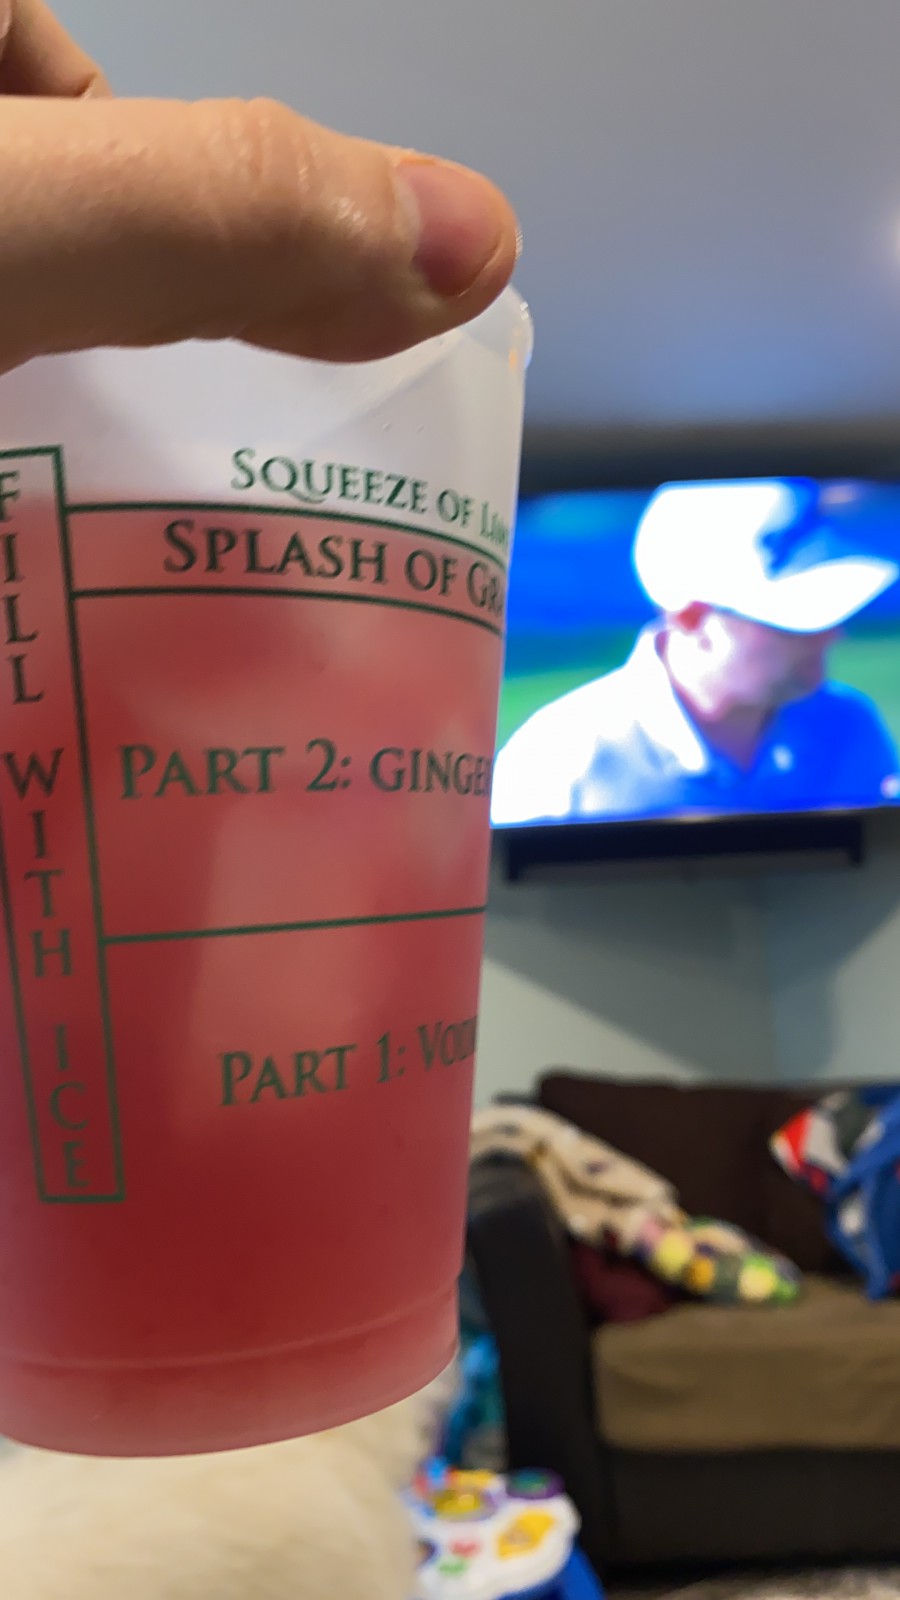 SQUEEZE OF
SPLASH OF
PART 2:
PART 1:
FILL WITH ICE